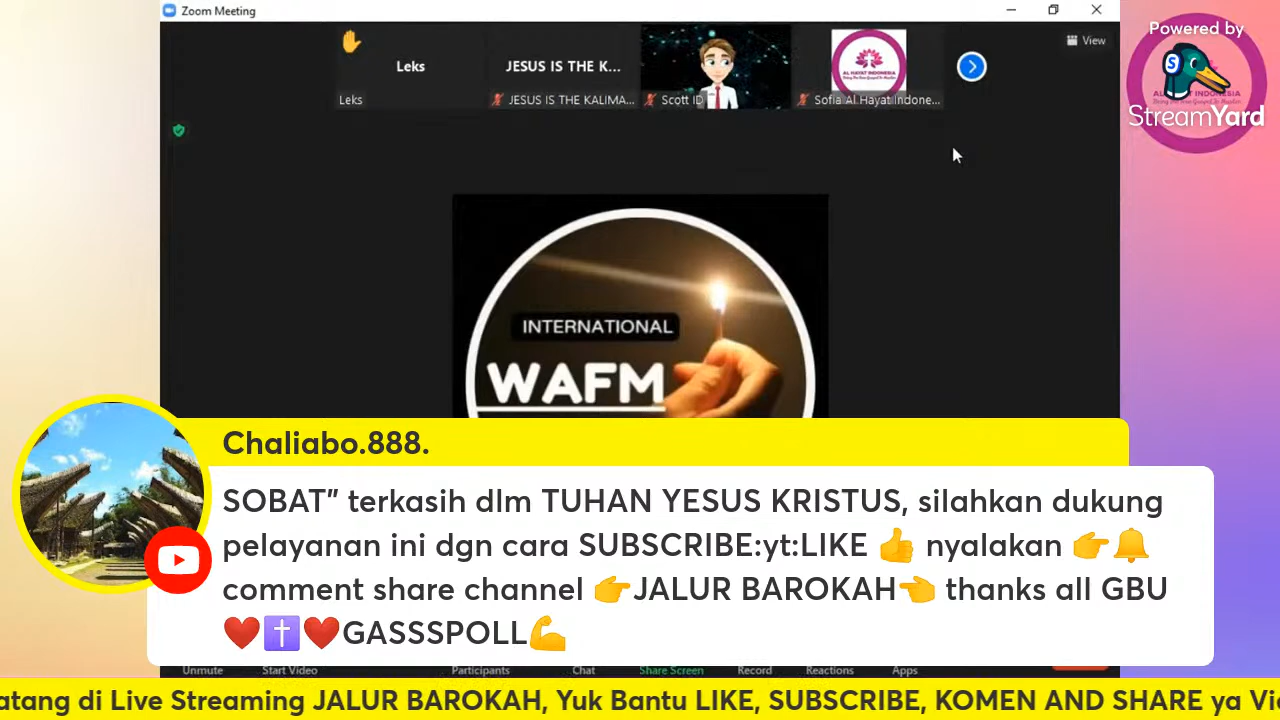 Zoom Meeting
View
Powered by
StreamYard
Leks
JESUS IS THE K...
Leks
JESUS IS THE KALIMA...
Scott ID
Sofia Al Hayat Indone...
AL HAYAT INDONESIA
INTERNATIONAL
WAFM
Chaliabo.888.
SOBAT” terkasih dlm TUHAN YESUS KRISTUS, silahkan dukung
pelayanan ini dgn cara SUBSCRIBE:yt:LIKE 👍 nyalakan 👉🔔
comment share channel 👉JALUR BAROKAH👈 thanks all GBU
❤️✝️❤️GASSSPOLL💪
Unmute
Start Video
Participants
Chat
Share Screen
Record
Reactions
Apps
atang di Live Streaming JALUR BAROKAH, Yuk Bantu LIKE, SUBSCRIBE, KOMEN AND SHARE ya Vi